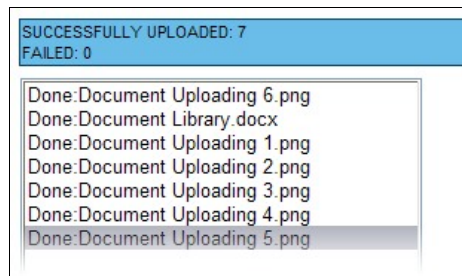 SUCCESSFULLY UPLOADED: 7
FAILED: 0
Done:Document Uploading 6.png
Done:Document Library.docx
Done:Document Uploading 1.png
Done:Document Uploading 2.png
Done:Document Uploading 3.png
Done:Document Uploading 4.png
Done:Document Uploading 5.png